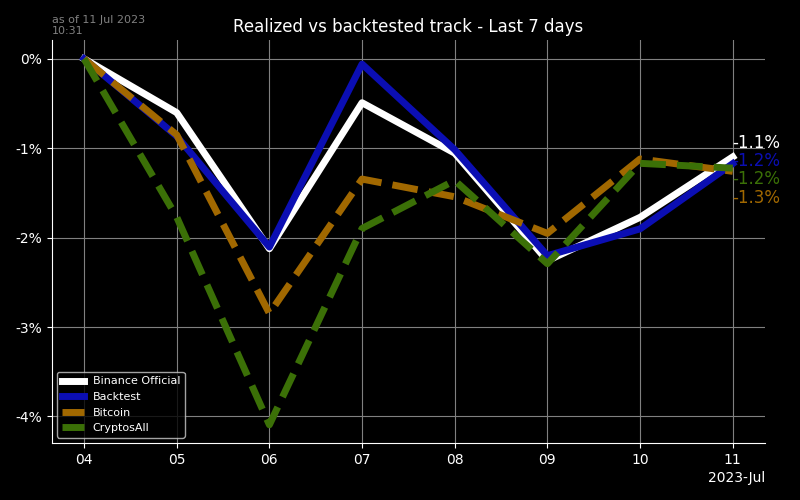 as of 11 Jul 2023
10:31
Realized vs backtested track - Last 7 days
0%
-1%
-2%
-3%
-4%
-1.1%
-1.2%
-1.2%
-1.3%
Binance Official
Backtest
Bitcoin
CryptosAll
04 05 06 07 08 09 10 11
2023-Jul